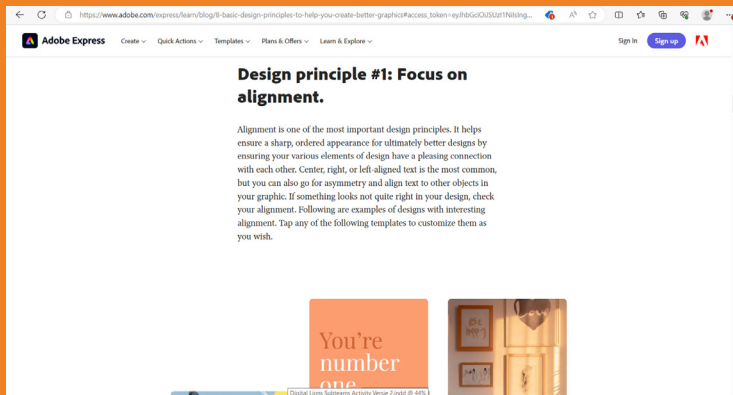 https://www.adobe.com/express/learn/blog/8-basic-design-principles-to-help-you-create-better-graphics#access_token=eyJhbGciOiJSUzI1NiIsIng...
Adobe Express Create Quick Actions Templates Plans & Offers Learn & Explore Sign In Sign up
Design principle #1: Focus on
alignment.
Alignment is one of the most important design principles. It helps
ensure a sharp, ordered appearance for ultimately better designs by
ensuring your various elements of design have a pleasing connection
with each other. Center, right, or left-aligned text is the most common,
but you can also go for asymmetry and align text to other objects in
your graphic. If something looks not quite right in your design, check
your alignment. Following are examples of designs with interesting
alignment. Tap any of the following templates to customize them as
you wish.
You're
number
one
Love
Digital Lions Subteams Activity Versie 2.indd @ 44%